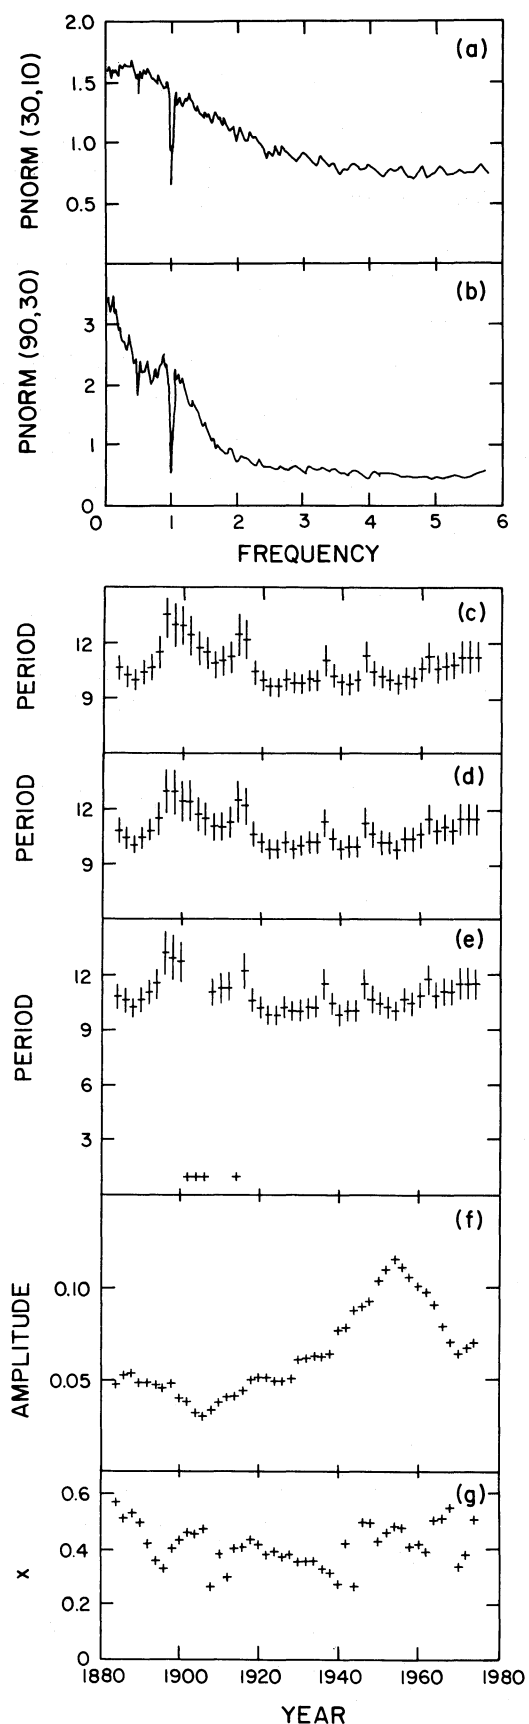 2.0
(a)
1.5
1.0
0.5
PNORM (30,10)
(b)
3
2
1
0
PNORM (90,30)
0 1 2 3 4 5 6
FREQUENCY
(c)
12
9
PERIOD
(d)
12
9
PERIOD
(e)
12
9
6
3
PERIOD
(f)
0.10
0.05
AMPLITUDE
(g)
0.6
0.4
0.2
0
x
1880 1900 1920 1940 1960 1980
YEAR